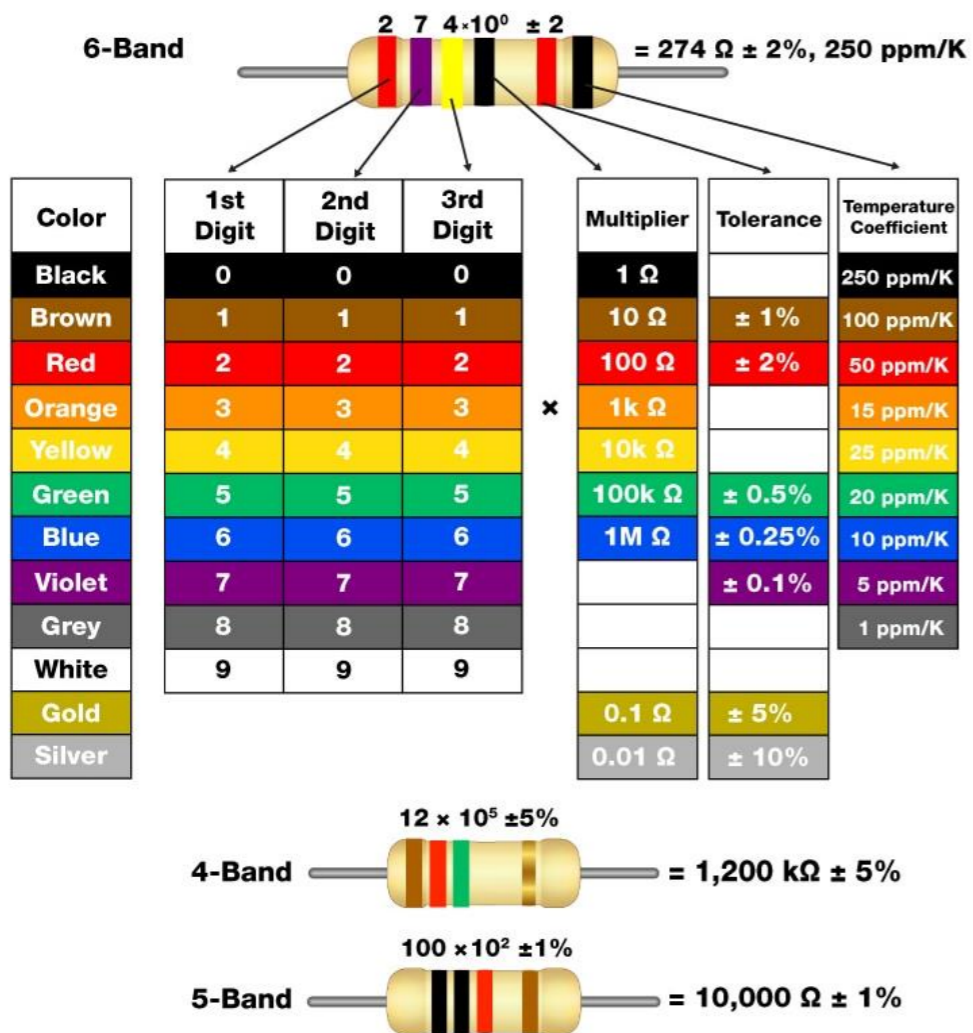 2 7 4 ×10⁰ ± 2
6-Band = 274 Ω ± 2%, 250 ppm/K
Color 1st Digit 2nd Digit 3rd Digit Multiplier Tolerance Temperature Coefficient
Black 0 0 0 1 Ω 250 ppm/K
Brown 1 1 1 10 Ω ± 1% 100 ppm/K
Red 2 2 2 100 Ω ± 2% 50 ppm/K
Orange 3 3 3 × 1k Ω 15 ppm/K
Yellow 4 4 4 10k Ω 25 ppm/K
Green 5 5 5 100k Ω ± 0.5% 20 ppm/K
Blue 6 6 6 1M Ω ± 0.25% 10 ppm/K
Violet 7 7 7 ± 0.1% 5 ppm/K
Grey 8 8 8 1 ppm/K
White 9 9 9
Gold 0.1 Ω ± 5%
Silver 0.01 Ω ± 10%
12 × 10⁵ ±5%
4-Band = 1,200 kΩ ± 5%
100 ×10² ±1%
5-Band = 10,000 Ω ± 1%